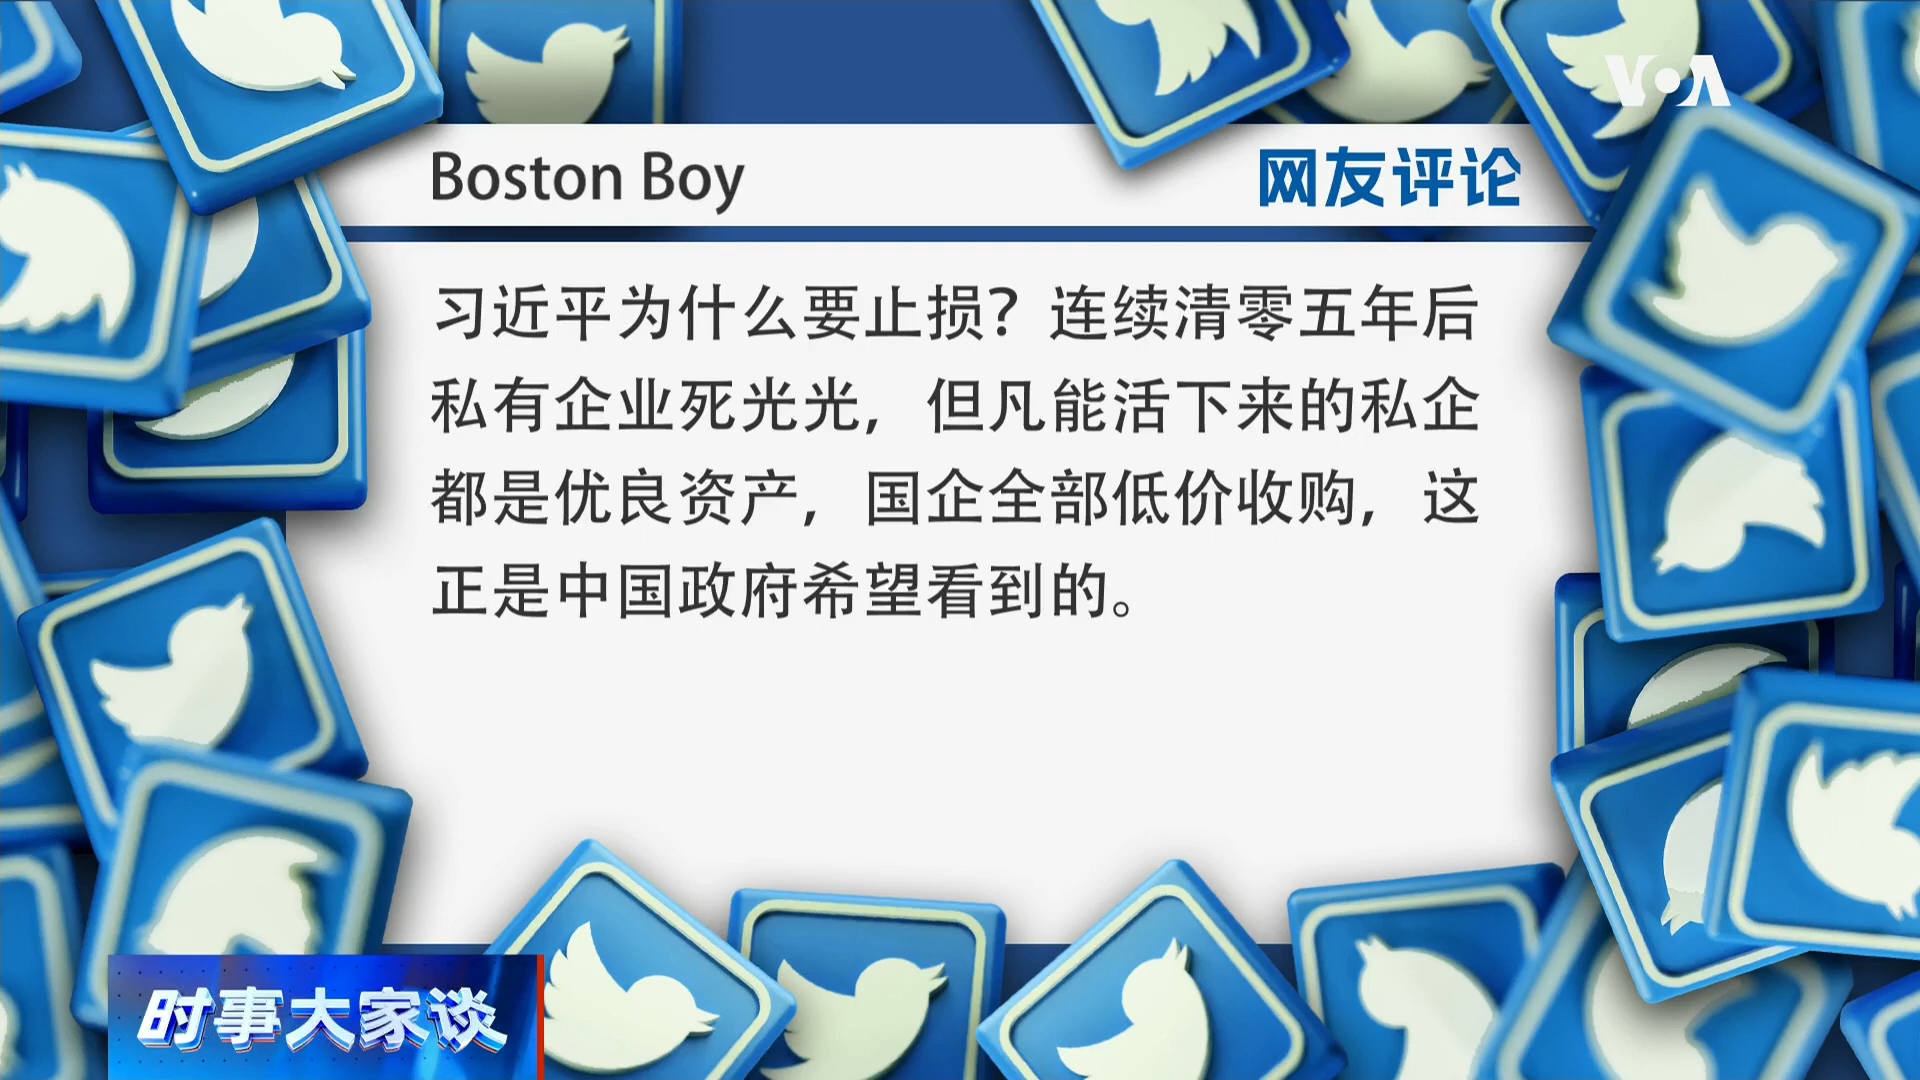 VOA
Boston Boy
网友评论
习近平为什么要止损？连续清零五年后
私有企业死光光，但凡能活下来的私企
都是优良资产，国企全部低价收购，这
正是中国政府希望看到的。
时事大家谈